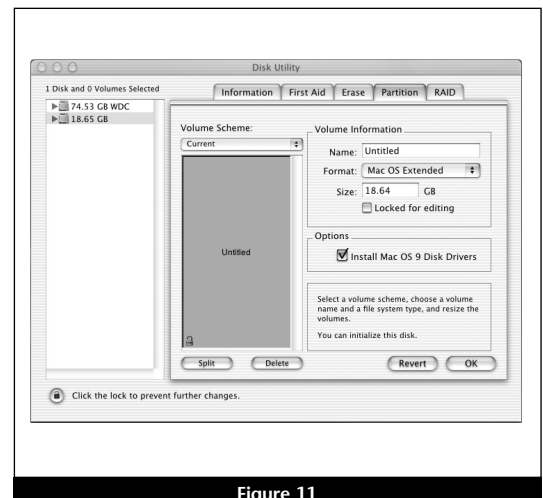 Disk Utility
1 Disk and 0 Volumes Selected
Information First Aid Erase Partition RAID
74.53 GB WDC
18.65 GB
Volume Scheme:
Current
Untitled
Split Delete
Volume Information
Name: Untitled
Format: Mac OS Extended
Size: 18.64 GB
Locked for editing
Options
Install Mac OS 9 Disk Drivers
Select a volume scheme, choose a volume
name and a file system type, and resize the
volumes.
You can initialize this disk.
Revert OK
Click the lock to prevent further changes.
Figure 11